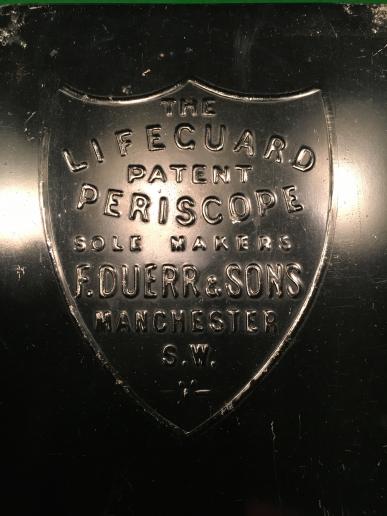 THE
LIFEGUARD
PATENT
PERISCOPE
SOLE MAKERS
F. DUERR & SONS
MANCHESTER
S.W.